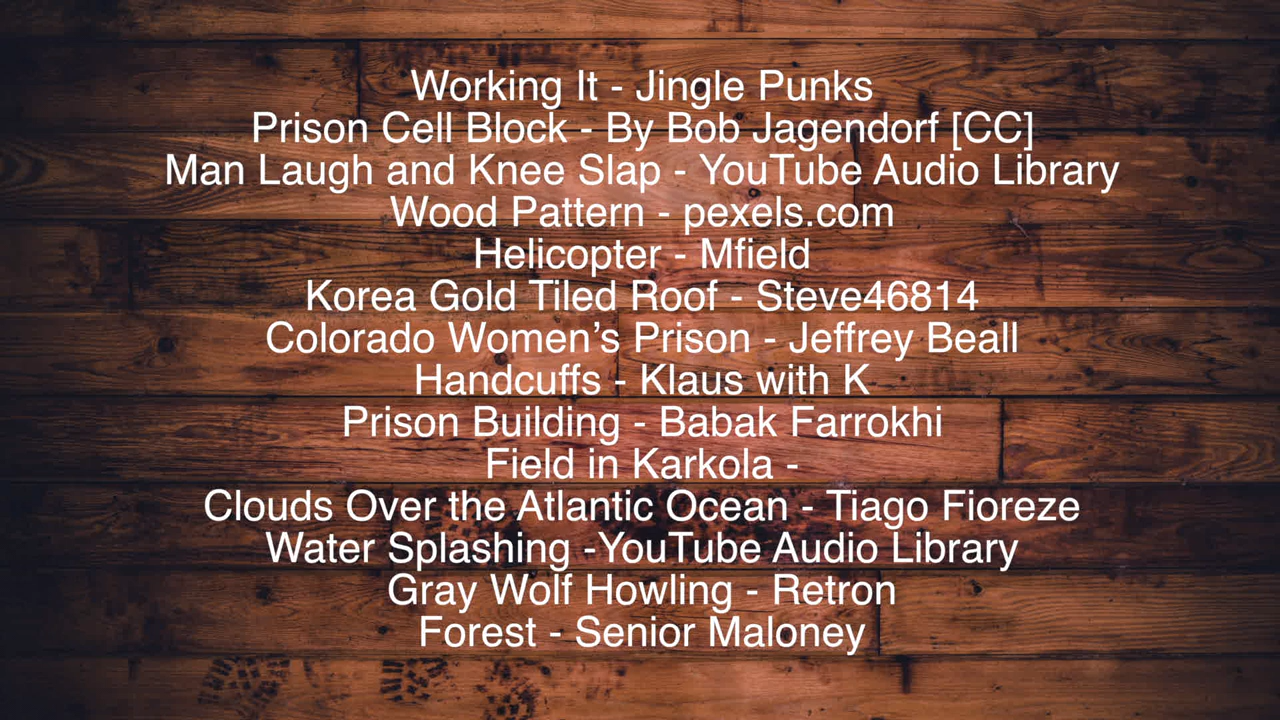 Working It - Jingle Punks
Prison Cell Block - By Bob Jagendorf [CC]
Man Laugh and Knee Slap - YouTube Audio Library
Wood Pattern - pexels.com
Helicopter - Mfield
Korea Gold Tiled Roof - Steve46814
Colorado Women’s Prison - Jeffrey Beall
Handcuffs - Klaus with K
Prison Building - Babak Farrokhi
Field in Karkola -
Clouds Over the Atlantic Ocean - Tiago Fioreze
Water Splashing -YouTube Audio Library
Gray Wolf Howling - Retron
Forest - Senior Maloney